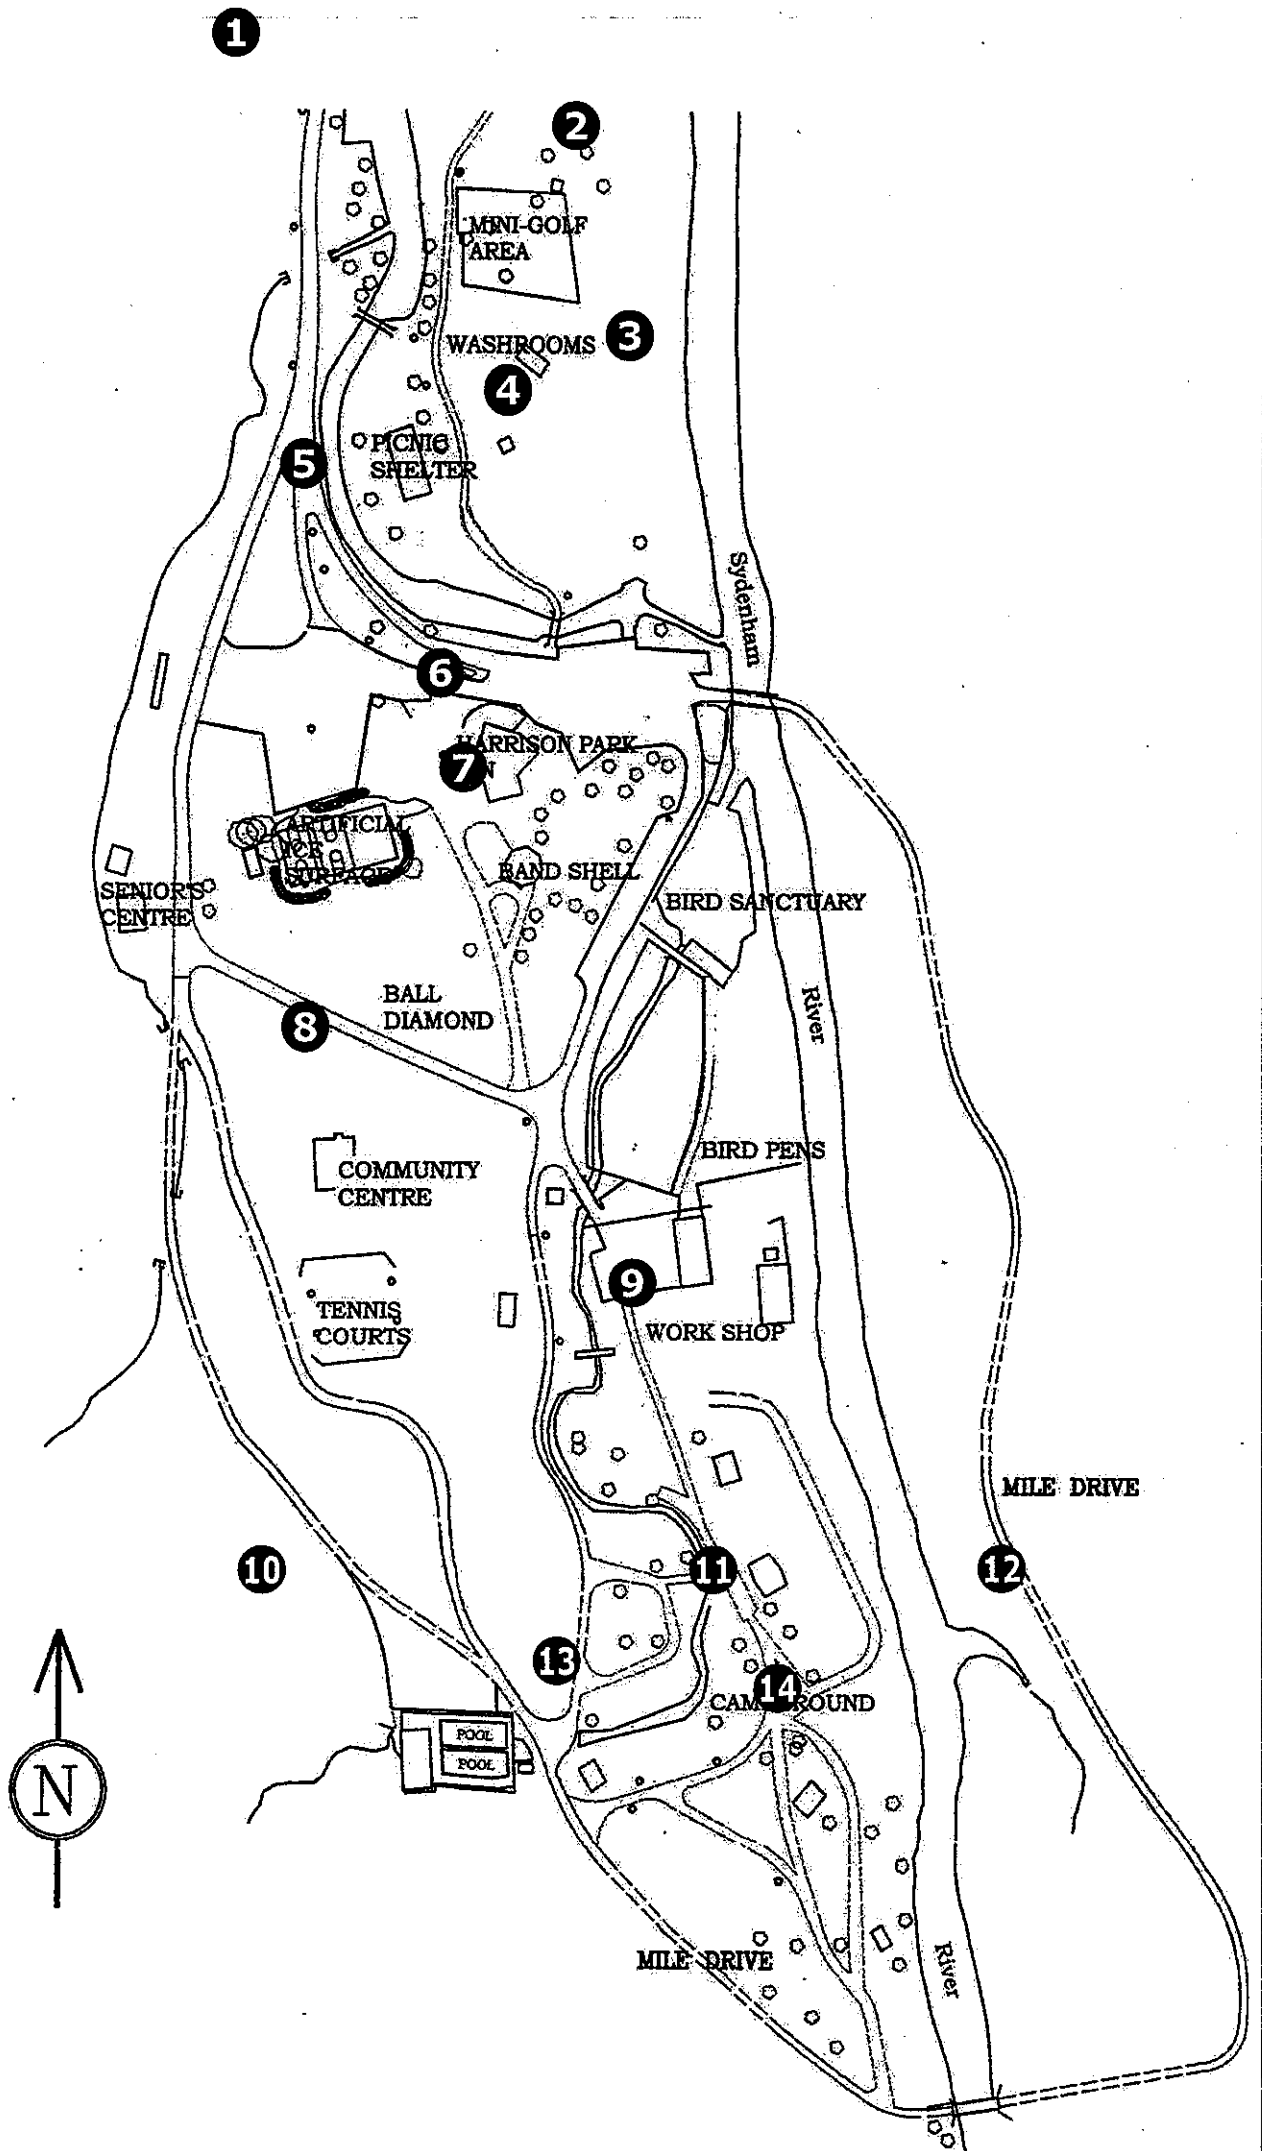 1
2
MINI-GOLF
AREA
WASHROOMS
3
4
PICNIC
SHELTER
5
Sydenham
6
HARRISON PARK
7
ARTIFICIAL
ICE
SURFACE
BAND SHELL
SENIOR'S
CENTRE
BIRD SANCTUARY
BALL
DIAMOND
River
8
BIRD PENS
COMMUNITY
CENTRE
9
TENNIS
COURTS
WORK SHOP
MILE DRIVE
10
11
12
13
14
CAMPGROUND
POOL
POOL
N
MILE DRIVE
River